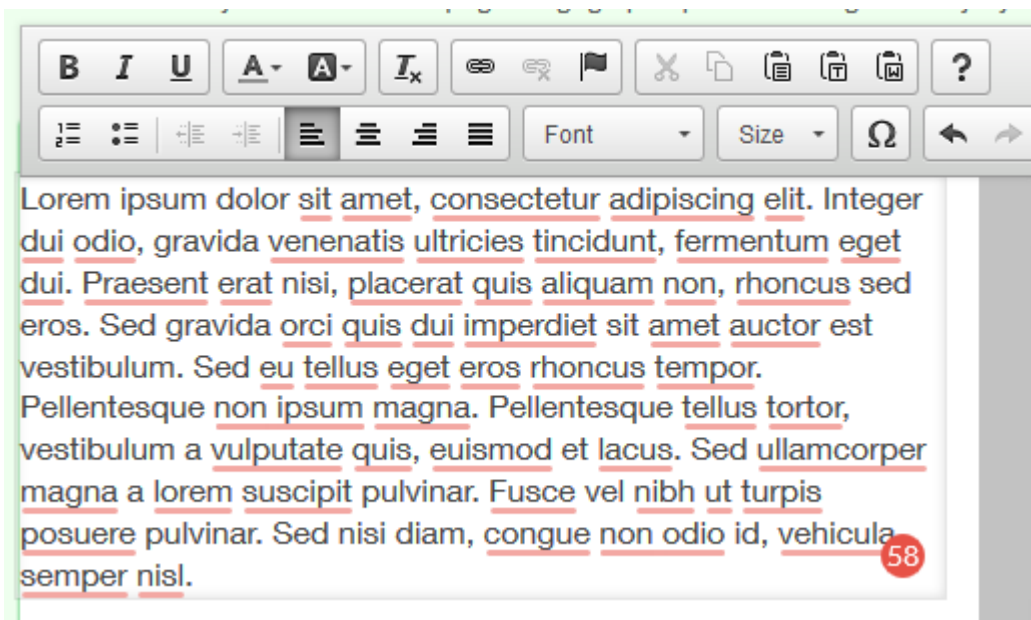 B I U A A Ix ?
Font Size Ω
Lorem ipsum dolor sit amet, consectetur adipiscing elit. Integer
dui odio, gravida venenatis ultricies tincidunt, fermentum eget
dui. Praesent erat nisi, placerat quis aliquam non, rhoncus sed
eros. Sed gravida orci quis dui imperdiet sit amet auctor est
vestibulum. Sed eu tellus eget eros rhoncus tempor.
Pellentesque non ipsum magna. Pellentesque tellus tortor,
vestibulum a vulputate quis, euismod et lacus. Sed ullamcorper
magna a lorem suscipit pulvinar. Fusce vel nibh ut turpis
posuere pulvinar. Sed nisi diam, congue non odio id, vehicula
58
semper nisl.